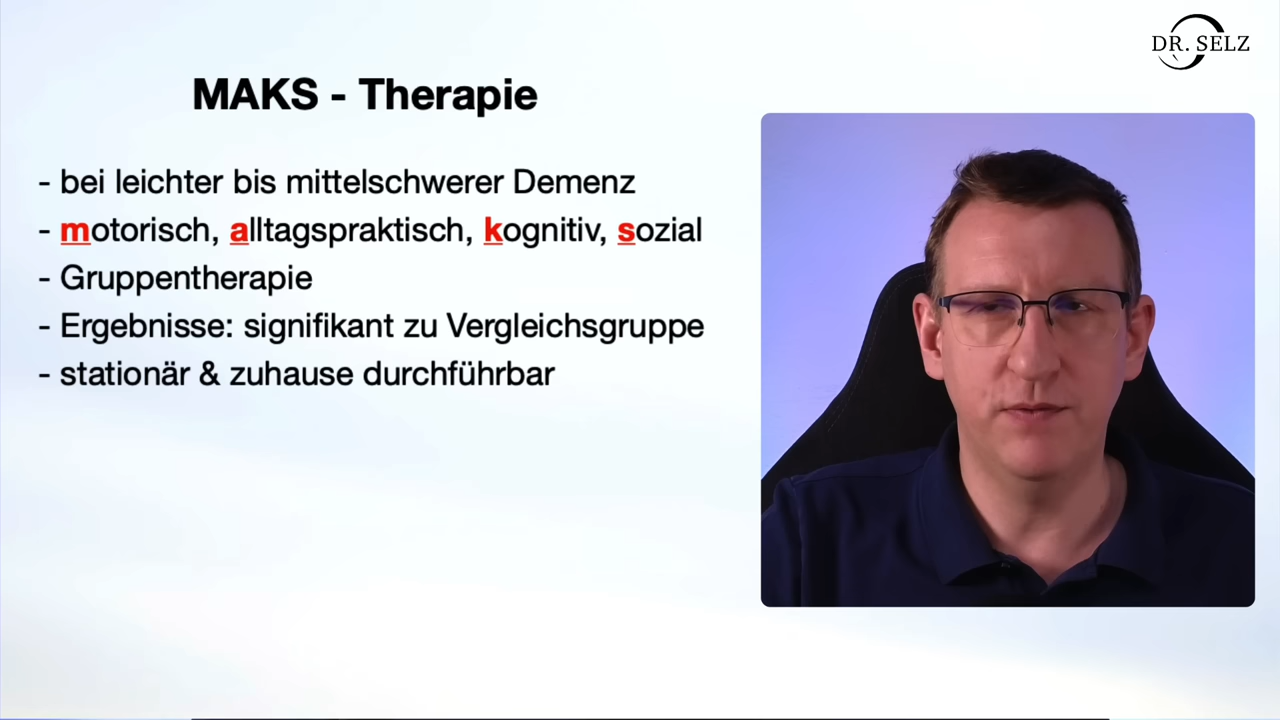 DR. SELZ
MAKS - Therapie
- bei leichter bis mittelschwerer Demenz
- motorisch, alltagspraktisch, kognitiv, sozial
- Gruppentherapie
- Ergebnisse: signifikant zu Vergleichsgruppe
- stationär & zuhause durchführbar